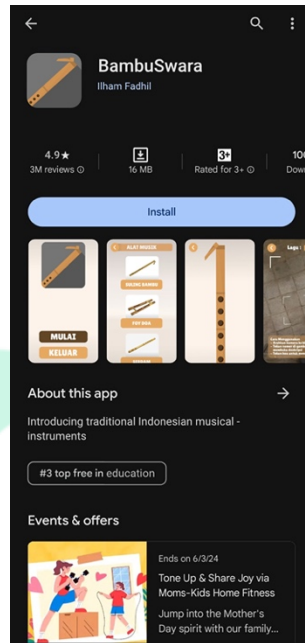 BambuSwara
Ilham Fadhil
4.9★
3M reviews
16 MB
3+
Rated for 3+
100
Down
Install
MULAI
KELUAR
ALAT MUSIK
About this app
Introducing traditional Indonesian musical -
instruments
#3 top free in education
Events & offers
Ends on 6/3/24
Tone Up & Share Joy via
Moms-Kids Home Fitness
Jump into the Mother's
Day spirit with our family...